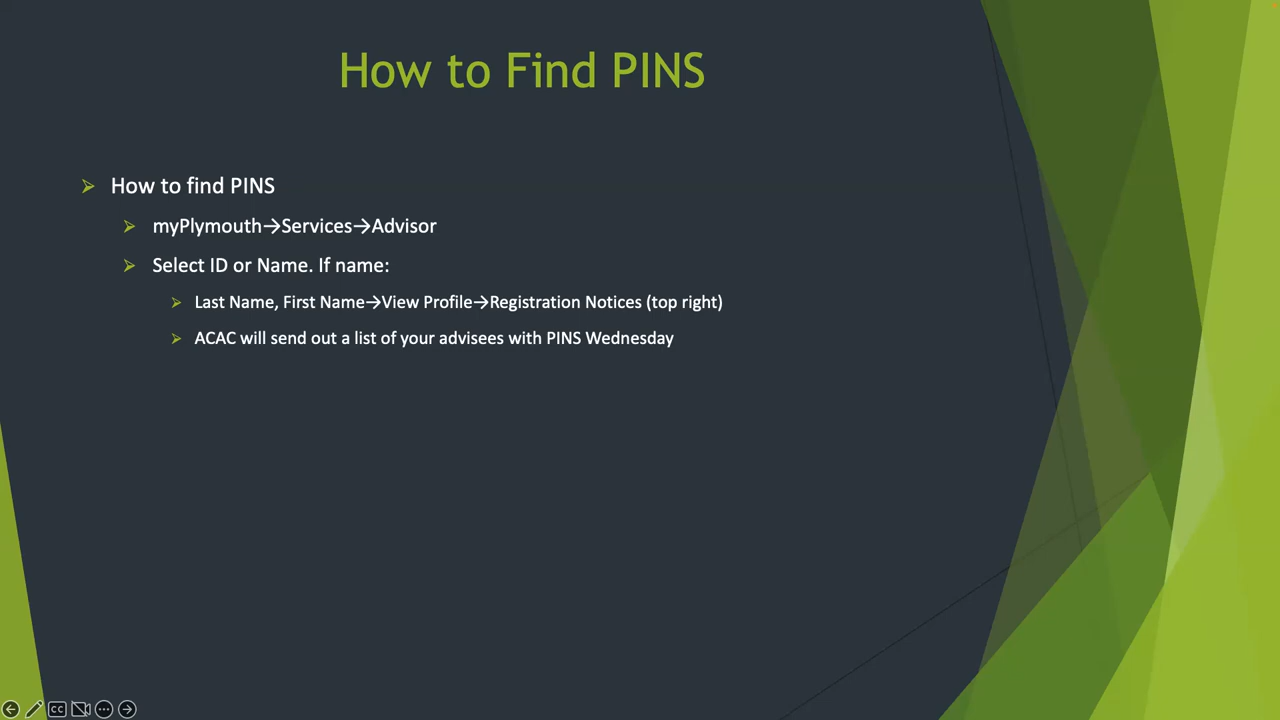 How to Find PINS
How to find PINS
myPlymouth→Services→Advisor
Select ID or Name. If name:
Last Name, First Name→View Profile→Registration Notices (top right)
ACAC will send out a list of your advisees with PINS Wednesday
CC